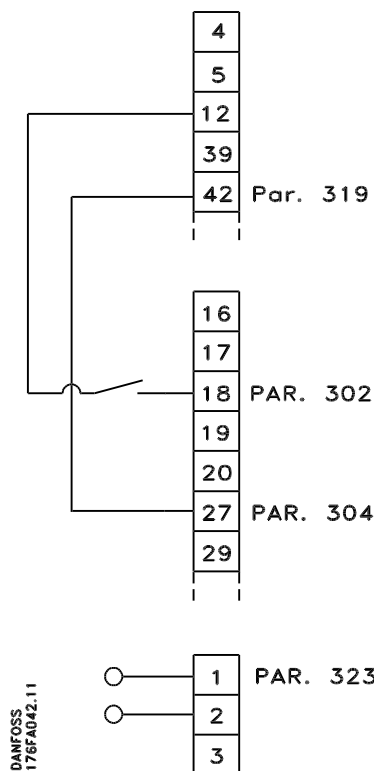 4
5
12
39
42 Par. 319
16
17
18 PAR. 302
19
20
27 PAR. 304
29
1 PAR. 323
2
3
DANFOSS
176FA042.11